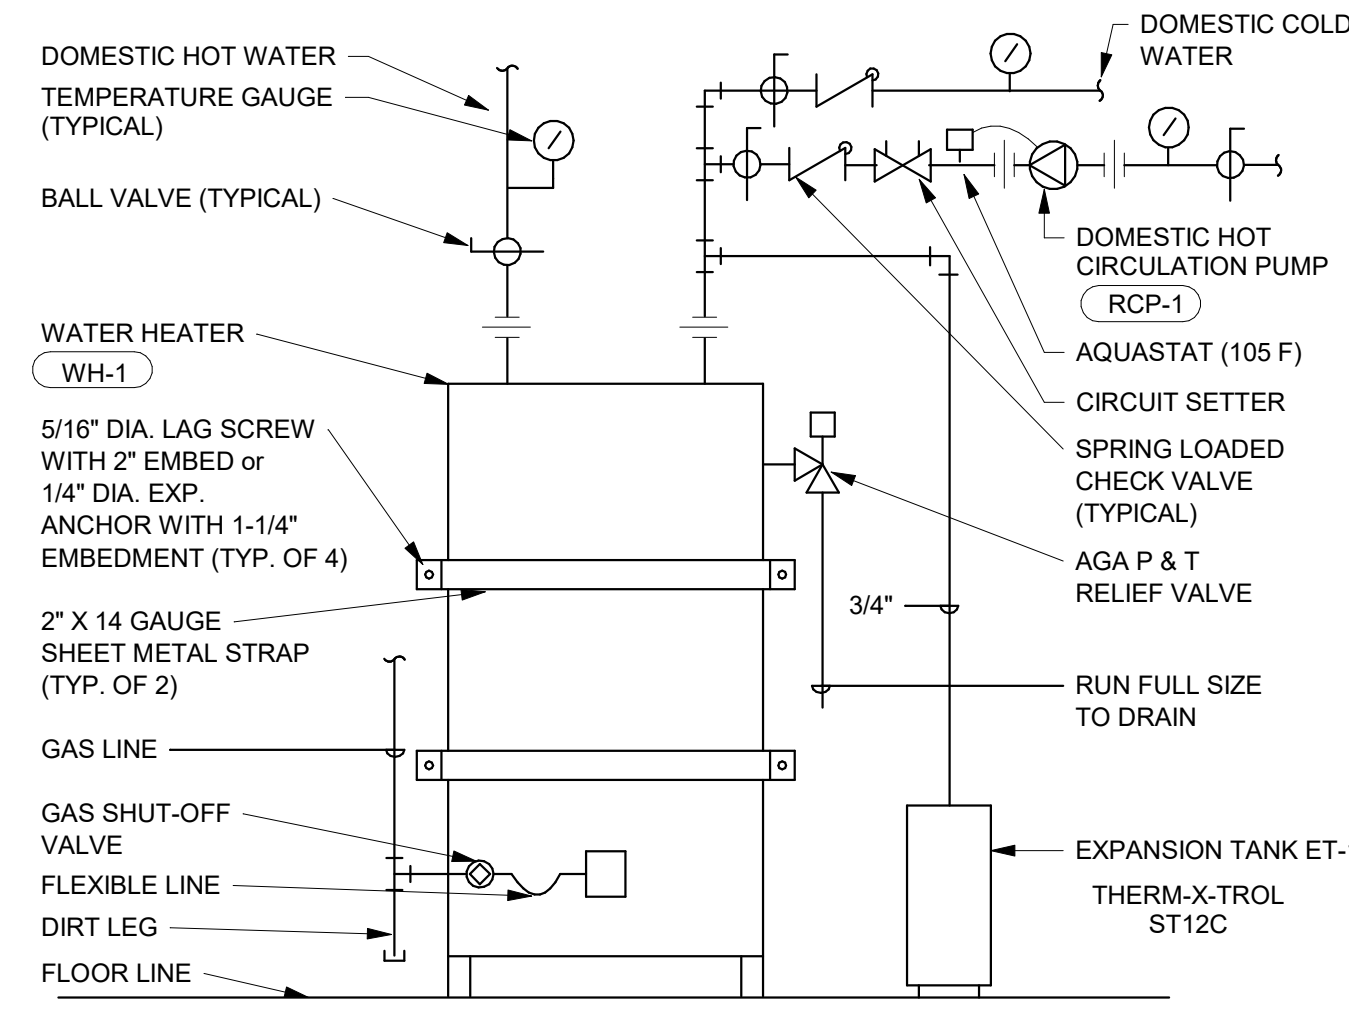 DOMESTIC HOT WATER
TEMPERATURE GAUGE
(TYPICAL)
BALL VALVE (TYPICAL)
WATER HEATER
WH-1
5/16" DIA. LAG SCREW
WITH 2" EMBED or
1/4" DIA. EXP.
ANCHOR WITH 1-1/4"
EMBEDMENT (TYP. OF 4)
2" X 14 GAUGE
SHEET METAL STRAP
(TYP. OF 2)
GAS LINE
GAS SHUT-OFF
VALVE
FLEXIBLE LINE
DIRT LEG
FLOOR LINE
DOMESTIC COLD
WATER
DOMESTIC HOT
CIRCULATION PUMP
RCP-1
AQUASTAT (105 F)
CIRCUIT SETTER
SPRING LOADED
CHECK VALVE
(TYPICAL)
AGA P & T
RELIEF VALVE
3/4"
RUN FULL SIZE
TO DRAIN
EXPANSION TANK
THERM-X-TROL
ST12C